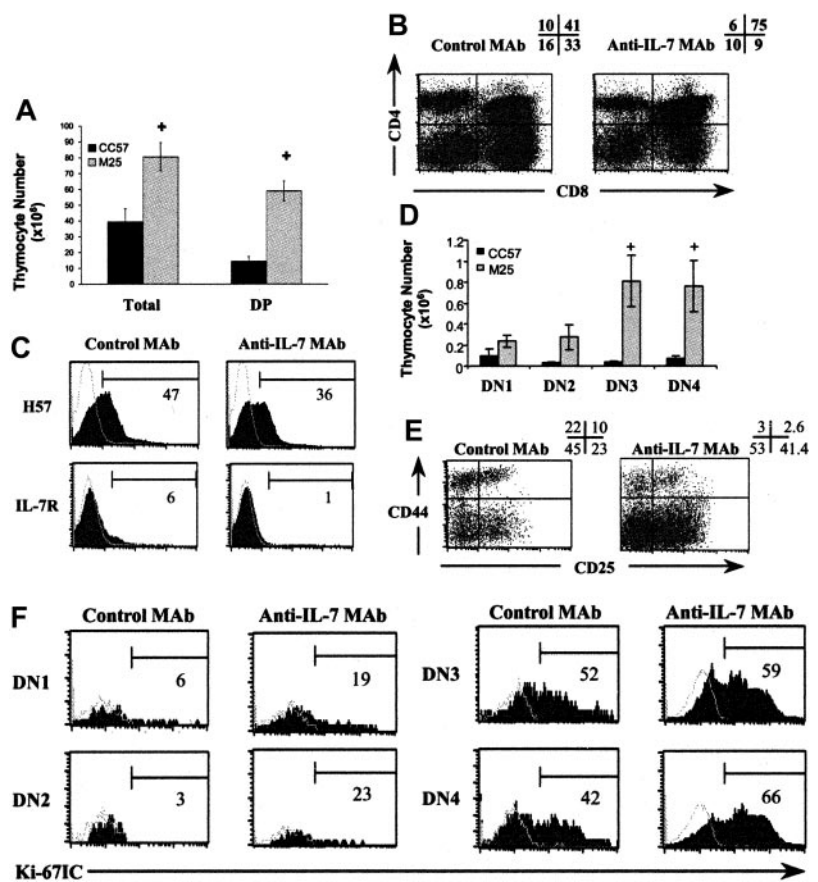 A
Thymocyte Number
(x10⁶)
100
90
80
70
60
50
40
30
20
10
0
CC57
M25
+
+
Total
DP
B
10 41
16 33
6 75
10 9
Control MAb
Anti-IL-7 MAb
CD4
CD8
C
Control MAb
Anti-IL-7 MAb
H57
47
36
IL-7R
6
1
D
Thymocyte Number
(x10⁶)
1.2
1
0.8
0.6
0.4
0.2
0
CC57
M25
+
+
DN1
DN2
DN3
DN4
E
22 10
45 23
3 2.6
53 41.4
Control MAb
Anti-IL-7 MAb
CD44
CD25
F
Control MAb
Anti-IL-7 MAb
Control MAb
Anti-IL-7 MAb
DN1
6
19
DN3
52
59
DN2
3
23
DN4
42
66
Ki-67IC